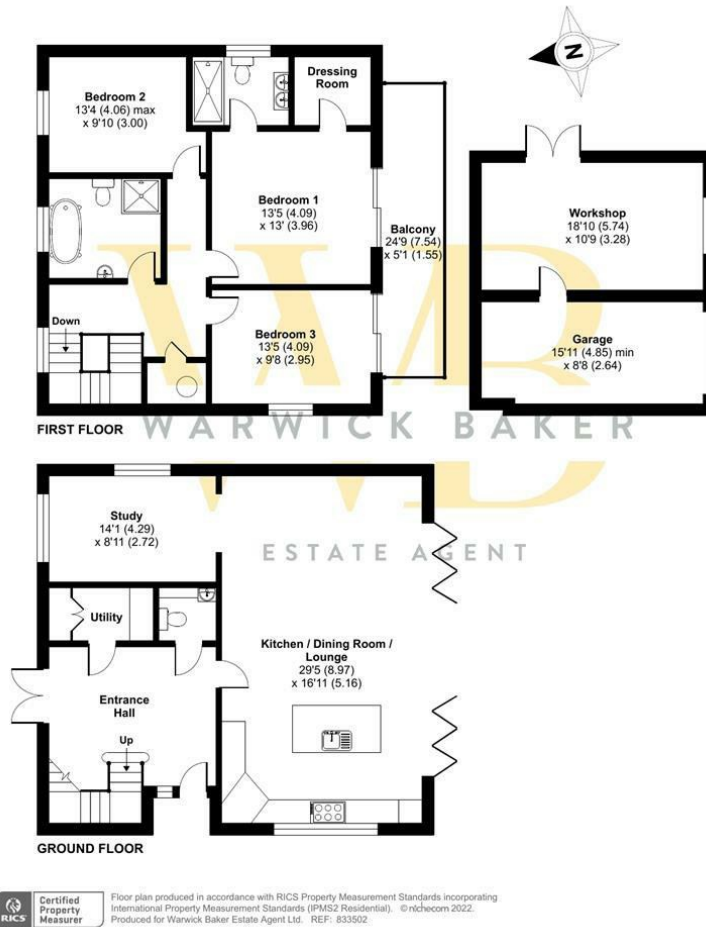 N
Bedroom 2
13'4 (4.06) max
x 9'10 (3.00)
Dressing
Room
Bedroom 1
13'5 (4.09)
x 13' (3.96)
Balcony
24'9 (7.54)
x 5'1 (1.55)
Workshop
18'10 (5.74)
x 10'9 (3.28)
Down
Bedroom 3
13'5 (4.09)
x 9'8 (2.95)
Garage
15'11 (4.85) min
x 8'8 (2.64)
FIRST FLOOR
WB
WARWICK BAKER
ESTATE AGENT
Study
14'1 (4.29)
x 8'11 (2.72)
Utility
Kitchen / Dining Room /
Lounge
29'5 (8.97)
x 16'11 (5.16)
Entrance
Hall
Up
GROUND FLOOR
RICS
Certified
Property
Measurer
Floor plan produced in accordance with RICS Property Measurement Standards incorporating
International Property Measurement Standards (IPMS2 Residential). © nichecom 2022.
Produced for Warwick Baker Estate Agent Ltd. REF: 833502